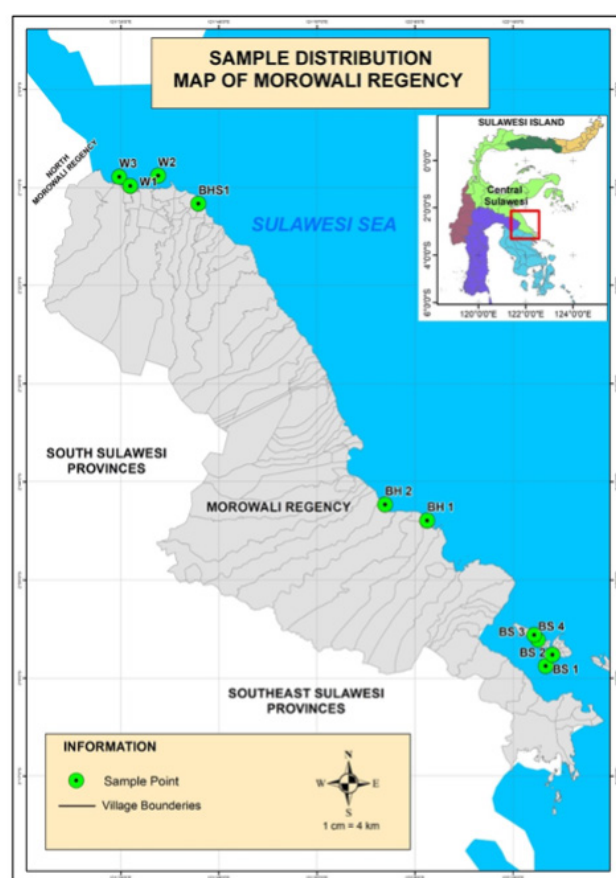 SAMPLE DISTRIBUTION
MAP OF MOROWALI REGENCY
SULAWESI ISLAND
Central
Sulawesi
0°0'0"
2°0'0"S
4°0'0"S
6°0'0"S
120°0'0"E
122°0'0"E
124°0'0"E
NORTH
MOROWALI REGENCY
W3
W2
W1
BHS1
SULAWESI SEA
SOUTH SULAWESI
PROVINCES
MOROWALI REGENCY
BH 2
BH 1
BS 3
BS 4
BS 2
BS 1
SOUTHEAST SULAWESI
PROVINCES
INFORMATION
Sample Point
Village Bounderies
N
W
E
S
1 cm = 4 km